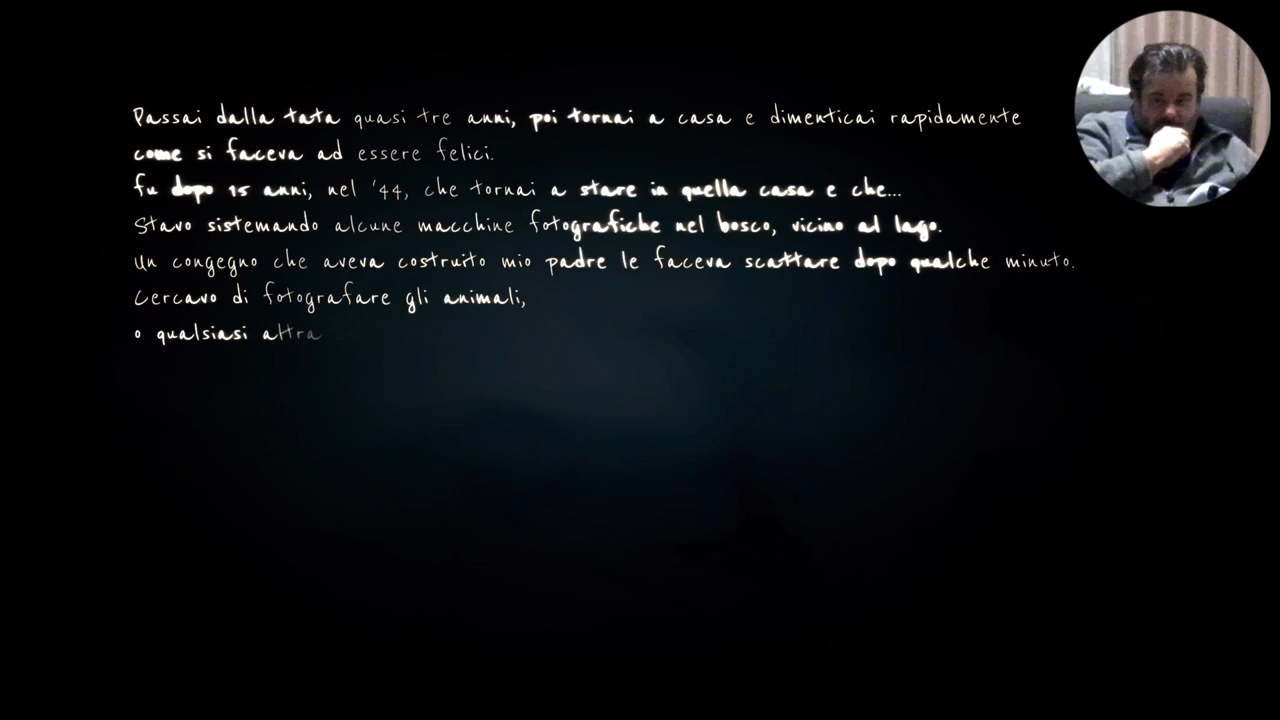 Passai dalla tata quasi tre anni, poi tornai a casa e dimenticai rapidamente
come si faceva ad essere felici.
fu dopo 15 anni, nel '44, che tornai a stare in quella casa e che...
Stavo sistemando alcune macchine fotografiche nel bosco, vicino al lago.
Un congegno che aveva costruito mio padre le faceva scattare dopo qualche minuto.
Cercavo di fotografare gli animali,
o qualsiasi altra